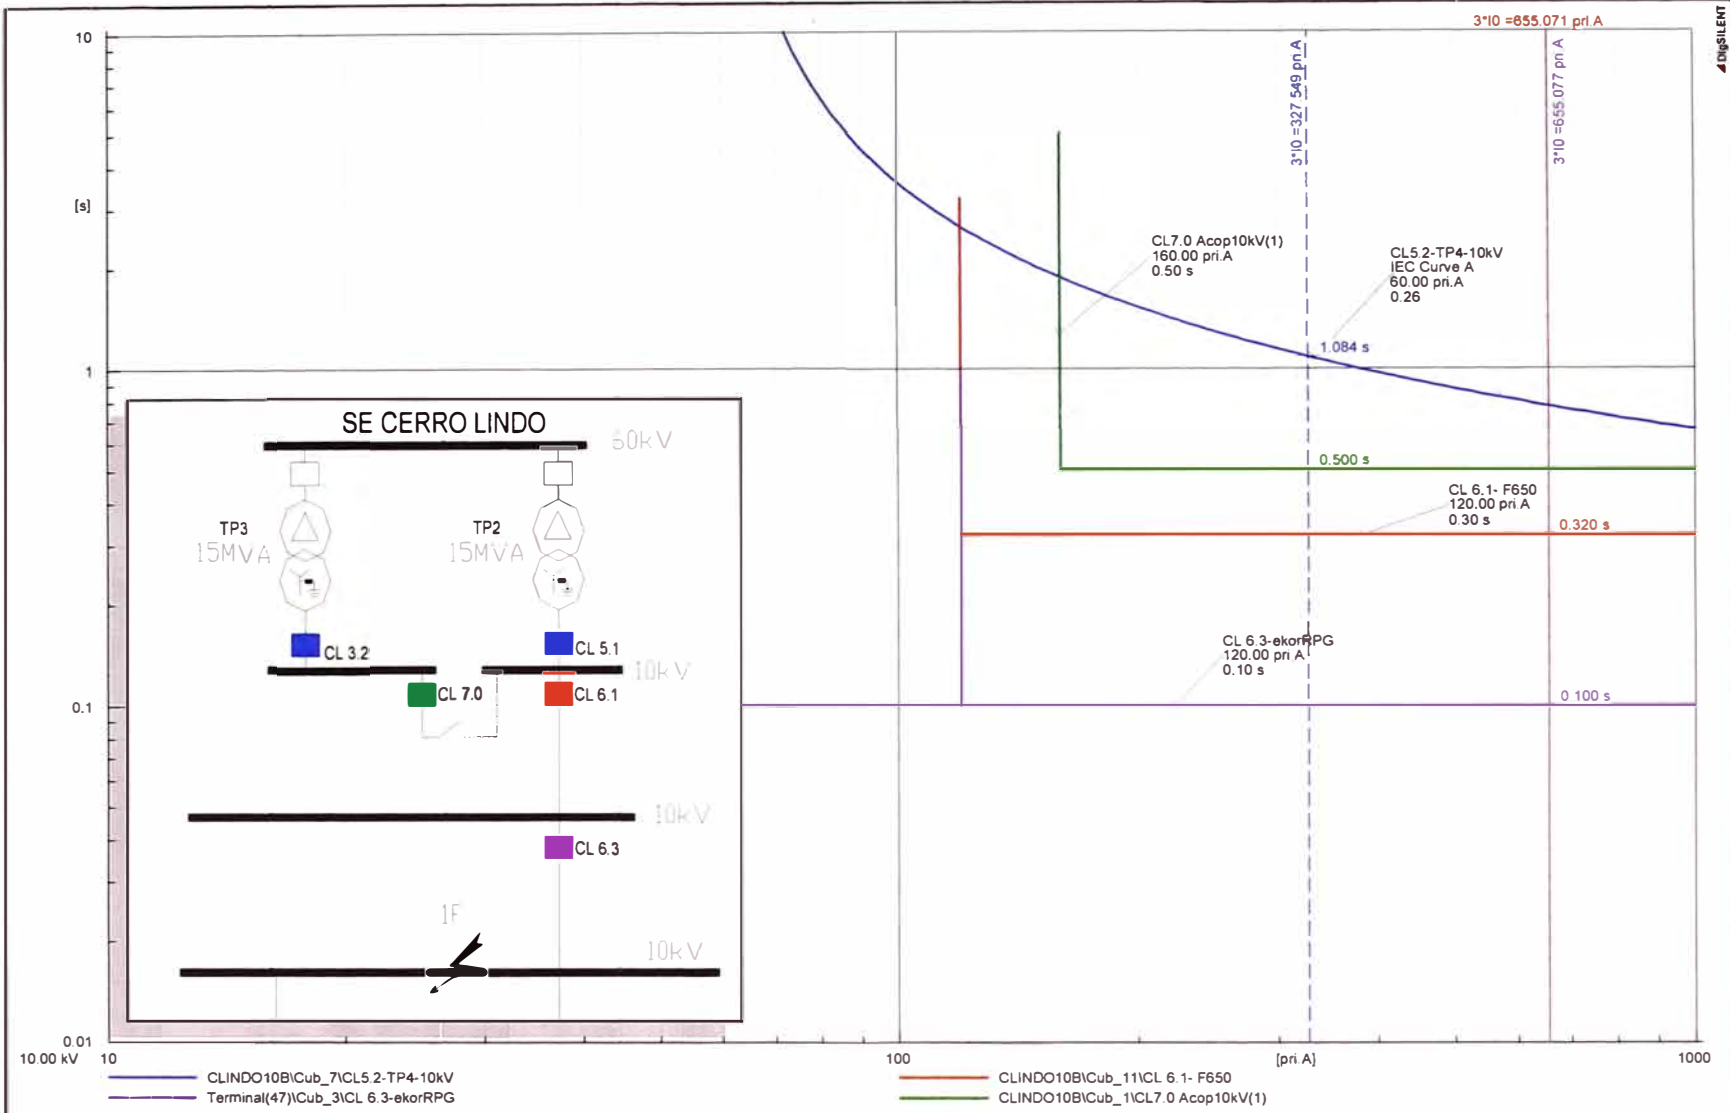 3*I0 =655.071 pri.A
DIgSILENT
10
[s]
1
0.1
0.01
3*I0 =327.549 pri.A
3*I0 =655.077 pri.A
CL7.0 Acop10kV(1)
160.00 pri.A
0.50 s
CL5.2-TP4-10kV
IEC Curve A
60.00 pri.A
0.26
1.084 s
0.500 s
CL 6.1- F650
120.00 pri.A
0.30 s
0.320 s
CL 6.3-ekorRPG
120.00 pri.A
0.10 s
0.100 s
SE CERRO LINDO
60kV
TP3
15MVA
TP2
15MVA
CL 3.2
CL 5.1
10kV
CL 7.0
CL 6.1
10kV
CL 6.3
1F
10kV
10.00 kV
10
100
[pri.A]
1000
CLINDO10B\Cub_7\CL5.2-TP4-10kV
CLINDO10B\Cub_11\CL 6.1- F650
Terminal(47)\Cub_3\CL 6.3-ekorRPG
CLINDO10B\Cub_1\CL7.0 Acop10kV(1)